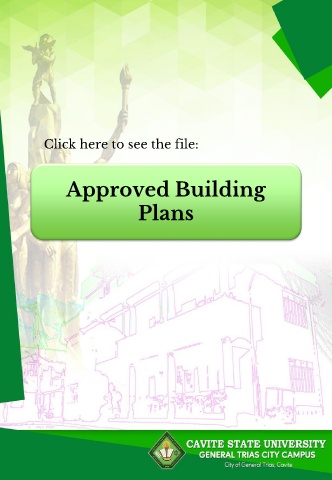 Click here to see the file:
Approved Building
Plans
CAVITE STATE UNIVERSITY
GENERAL TRIAS CITY CAMPUS
City of General Trias, Cavite